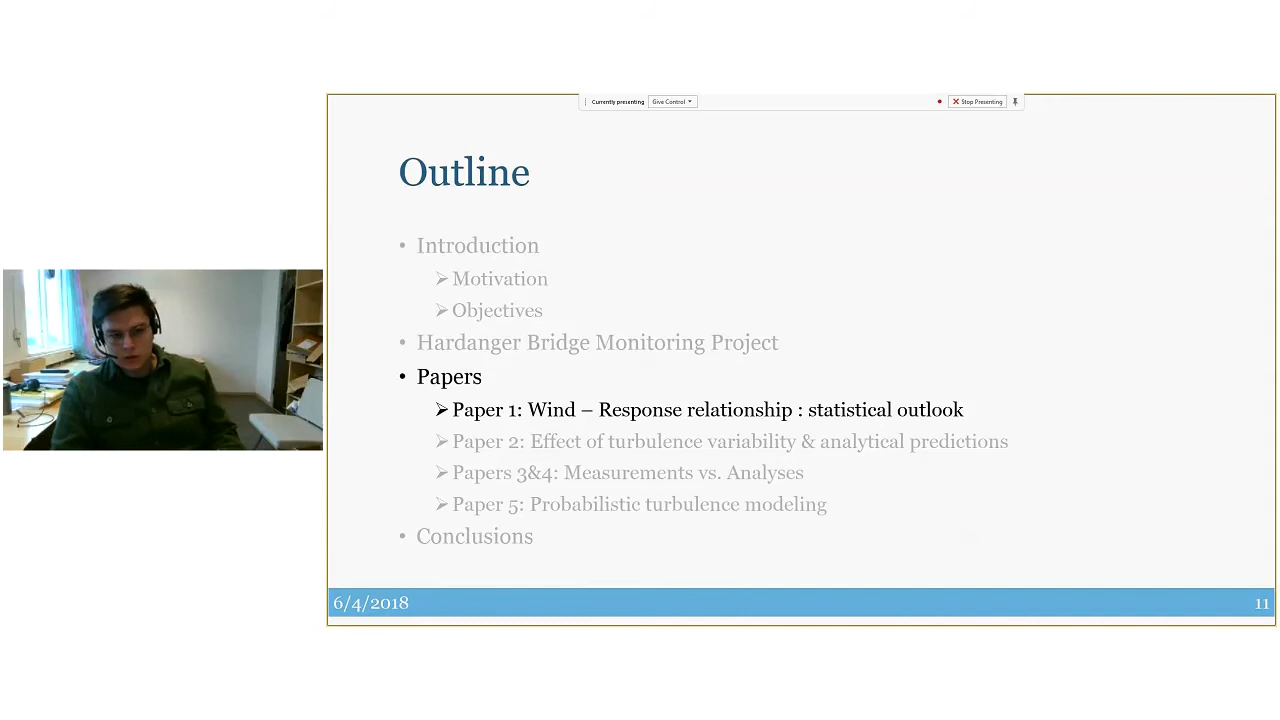 Currently presenting Give Control Stop Presenting
Outline
• Introduction
➢ Motivation
➢ Objectives
• Hardanger Bridge Monitoring Project
• Papers
➢ Paper 1: Wind – Response relationship : statistical outlook
➢ Paper 2: Effect of turbulence variability & analytical predictions
➢ Papers 3&4: Measurements vs. Analyses
➢ Paper 5: Probabilistic turbulence modeling
• Conclusions
6/4/2018 11